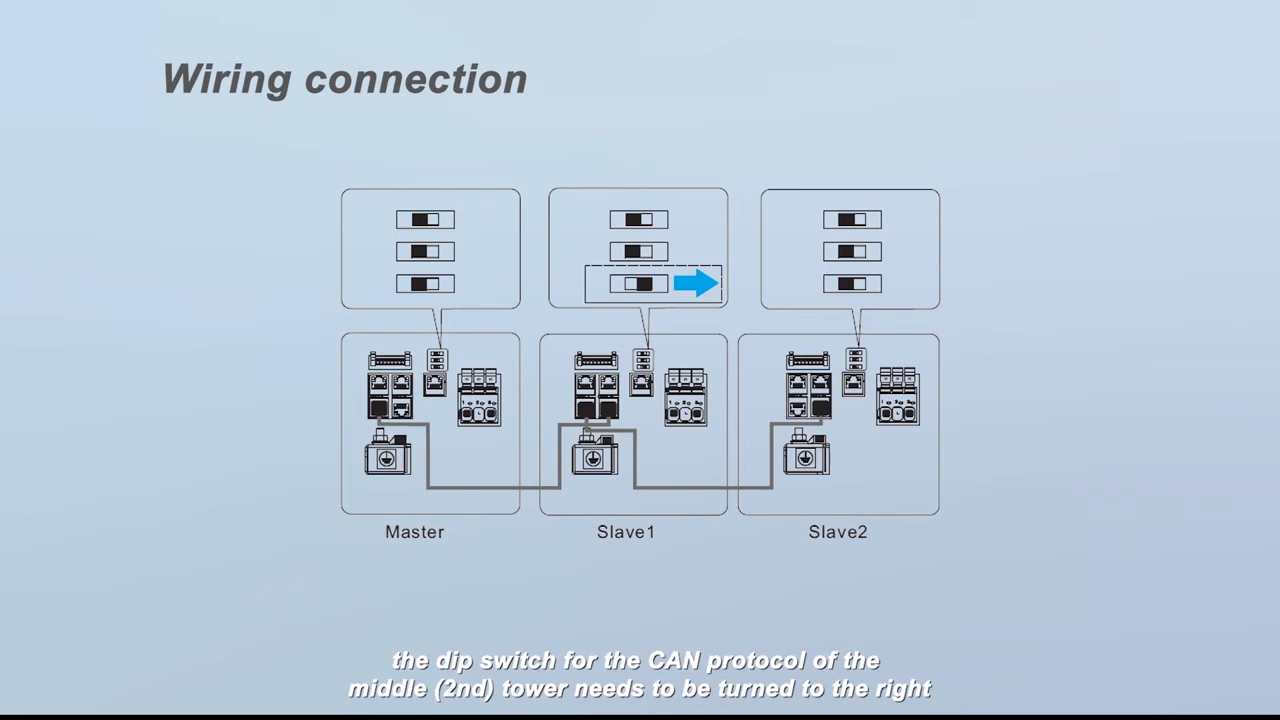 Wiring connection
Master
Slave1
Slave2
the dip switch for the CAN protocol of the
middle (2nd) tower needs to be turned to the right